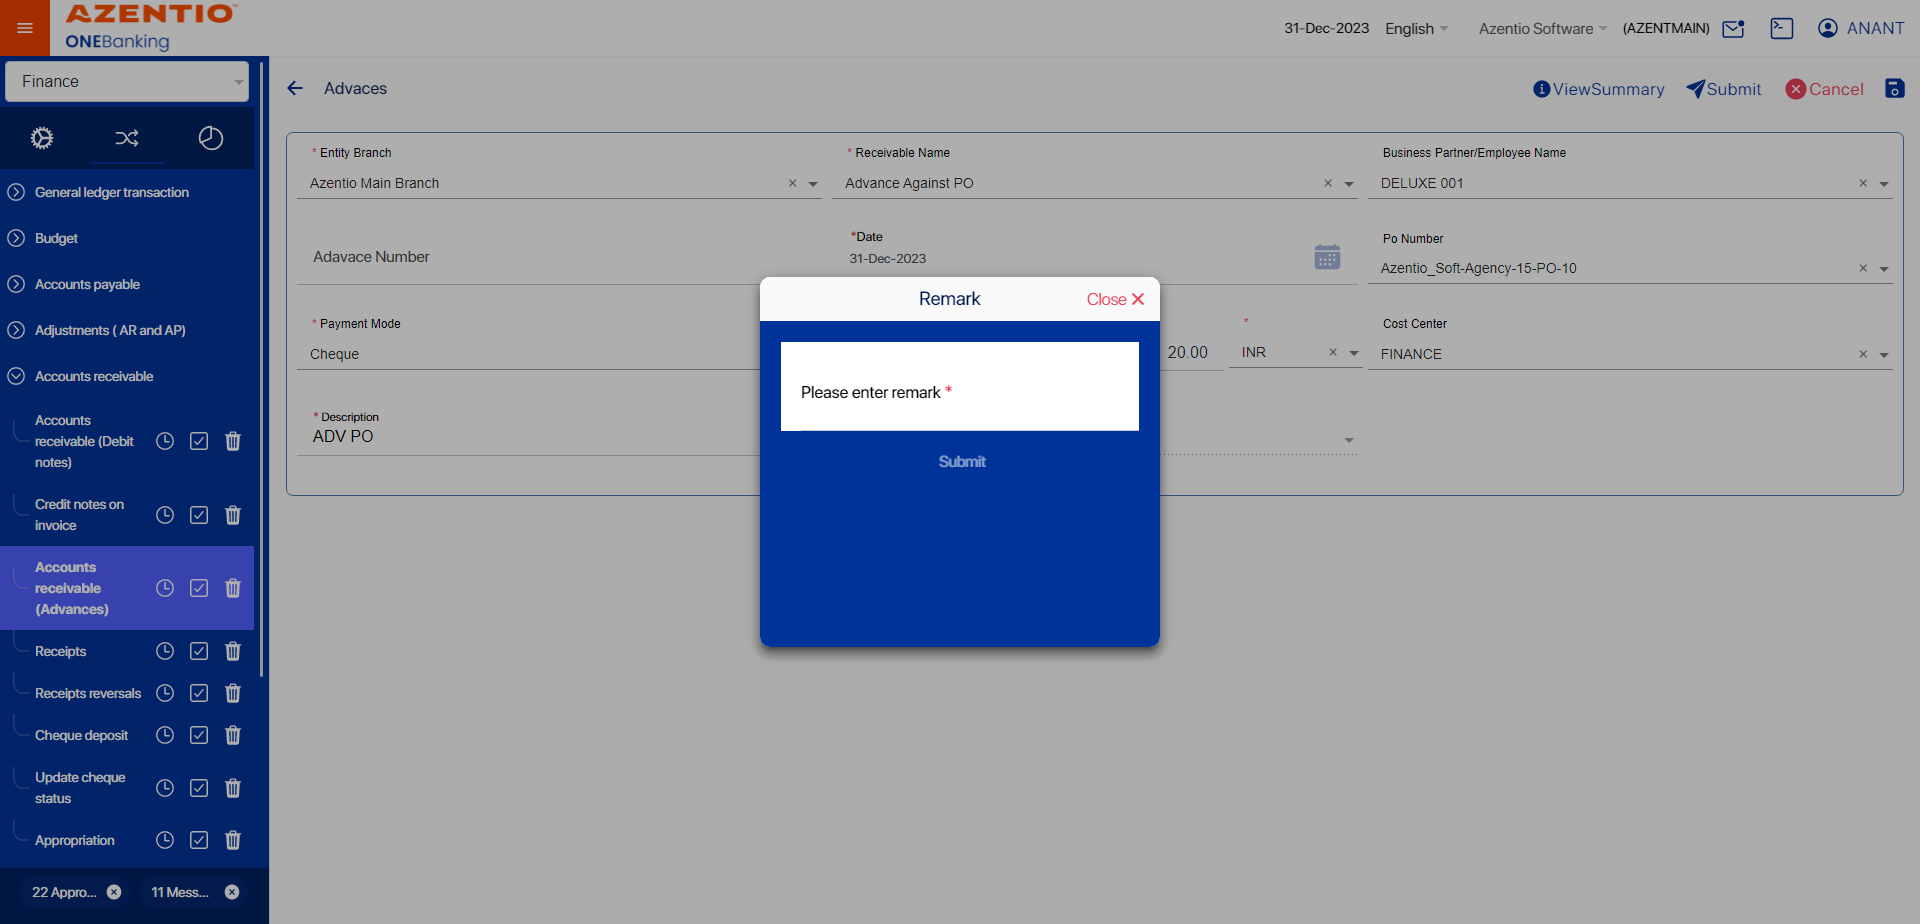 AZENTIO
ONEBanking
31-Dec-2023 English Azentio Software (AZENTMAIN) ANANT
Finance
Advaces
ViewSummary Submit Cancel
General ledger transaction
Budget
Accounts payable
Adjustments ( AR and AP)
Accounts receivable
Accounts
receivable (Debit
notes)
Credit notes on
invoice
Accounts
receivable
(Advances)
Receipts
Receipts reversals
Cheque deposit
Update cheque
status
Appropriation
22 Appro...
11 Mess...
* Entity Branch
Azentio Main Branch
* Receivable Name
Advance Against PO
Business Partner/Employee Name
DELUXE 001
Adavace Number
*Date
31-Dec-2023
Po Number
Azentio_Soft-Agency-15-PO-10
* Payment Mode
Cheque
20.00
*
INR
Cost Center
FINANCE
* Description
ADV PO
Remark
Close
Please enter remark *
Submit